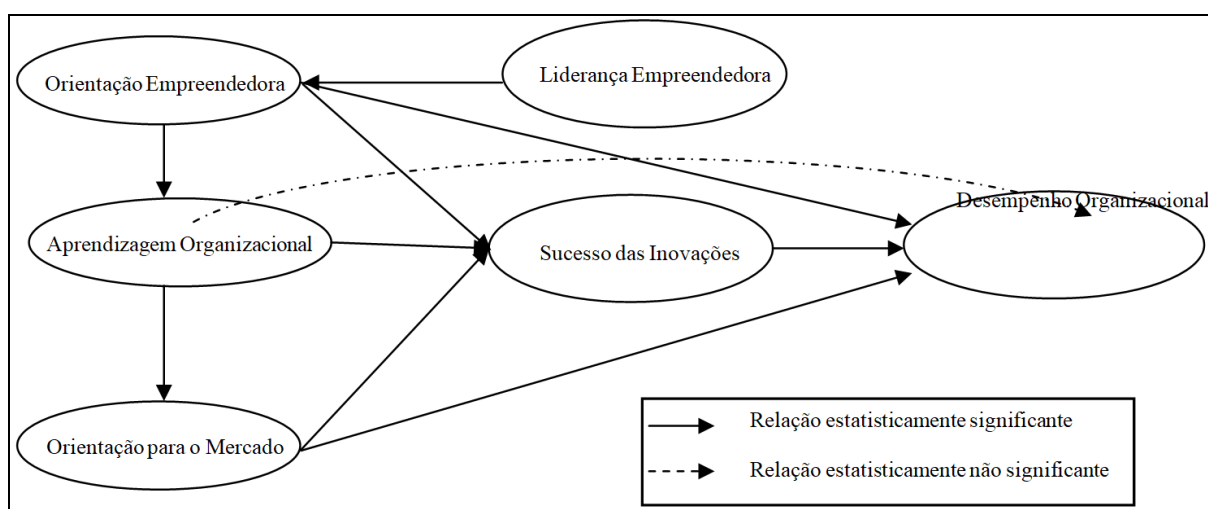 Orientação Empreendedora
Liderança Empreendedora
Aprendizagem Organizacional
Sucesso das Inovações
Desempenho Organizacional
Orientação para o Mercado
Relação estatisticamente significante
Relação estatisticamente não significante